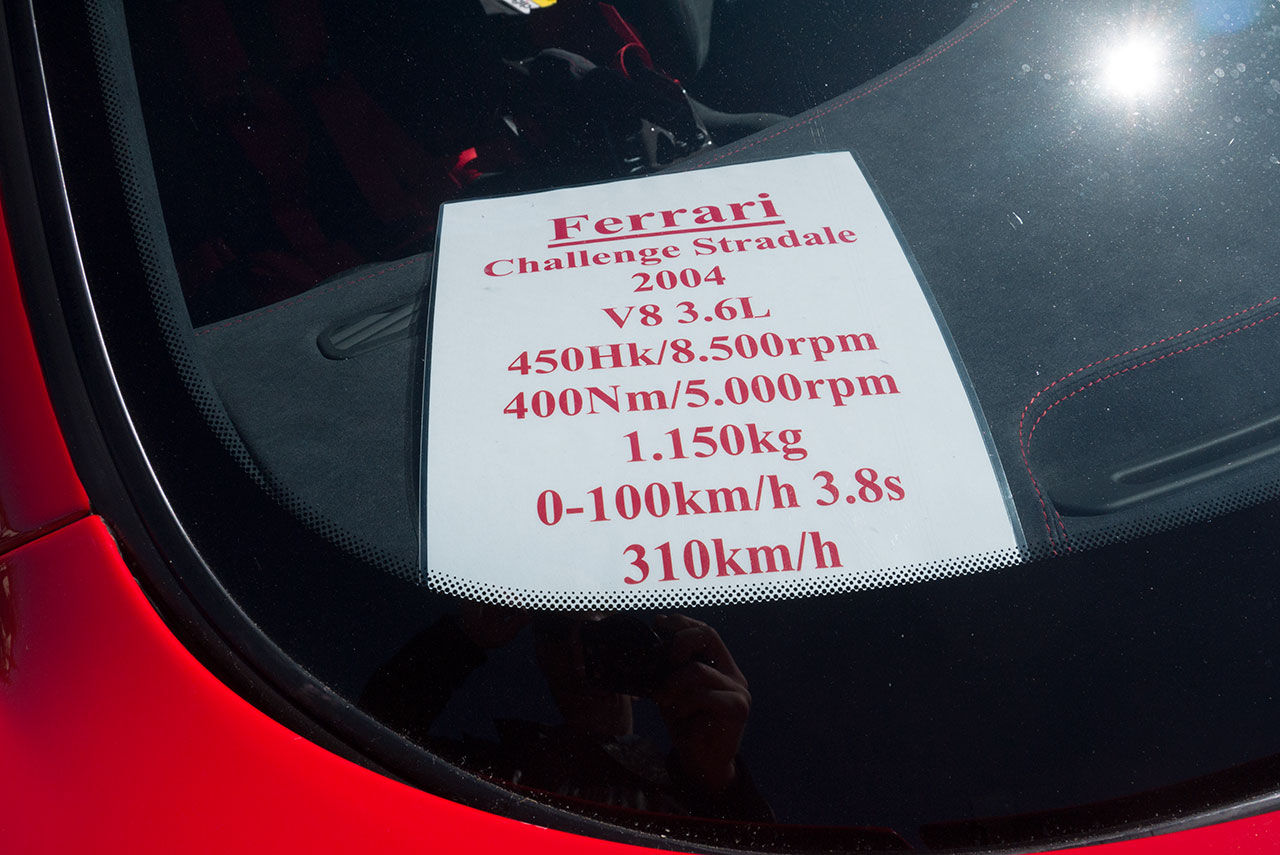 Ferrari
Challenge Stradale
2004
V8 3.6L
450Hk/8.500rpm
400Nm/5.000rpm
1.150kg
0-100km/h 3.8s
310km/h